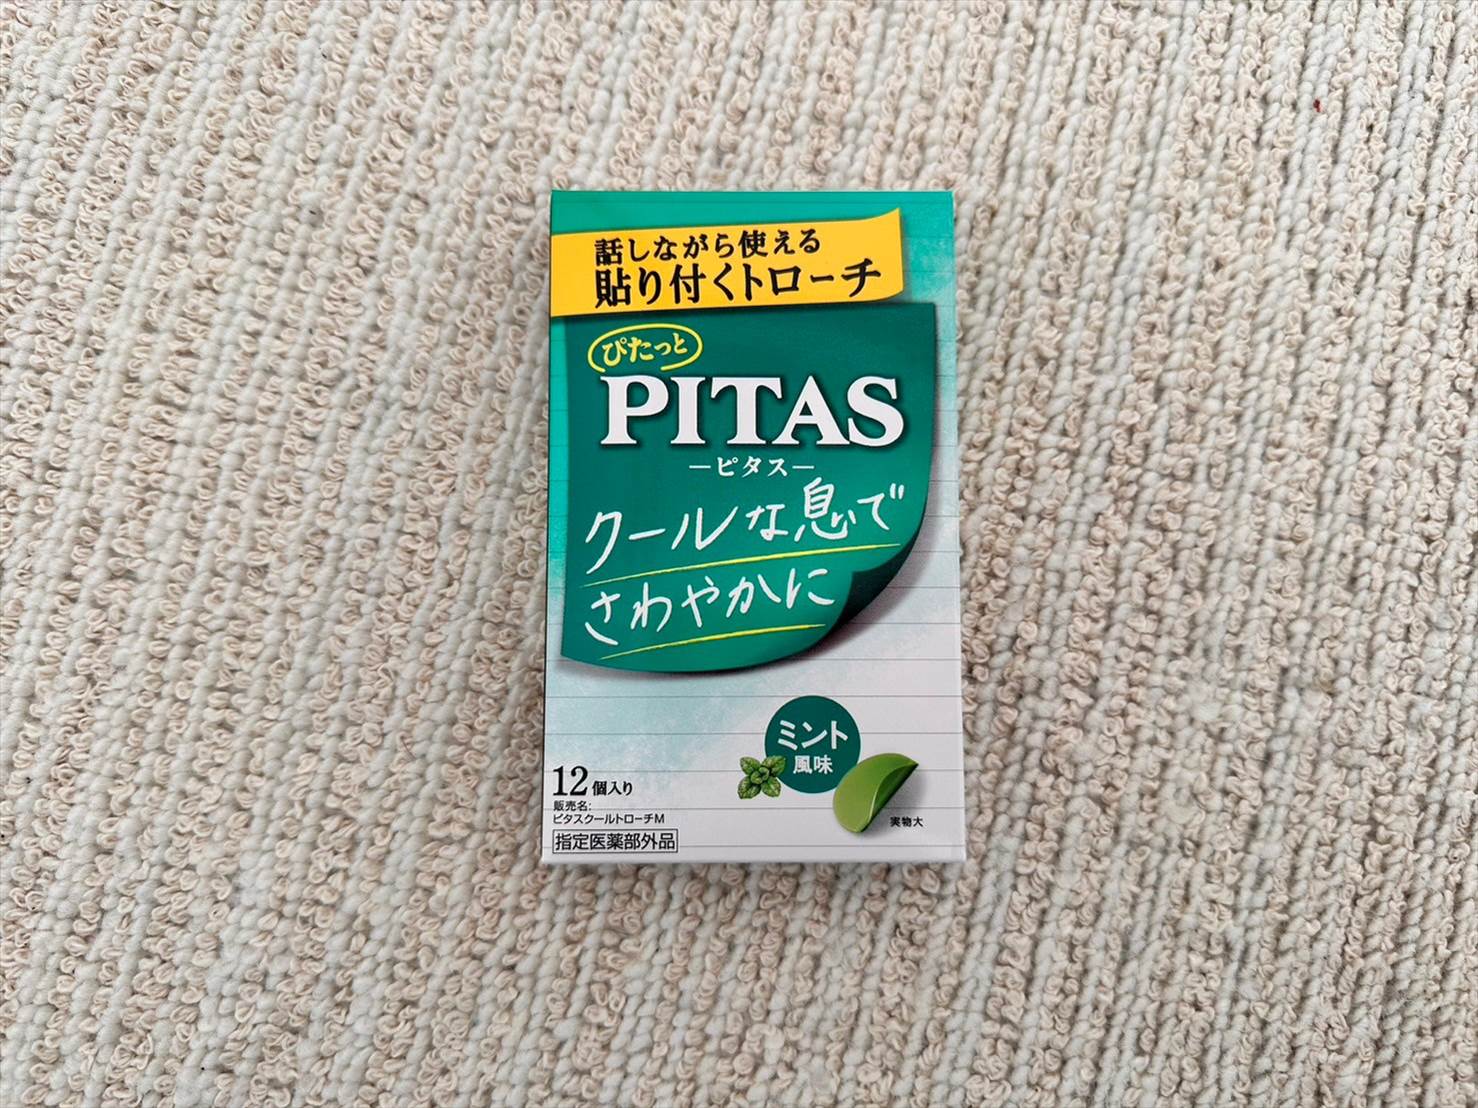 話しながら使える
貼り付くトローチ
ぴたっと
PITAS
ーピタスー
クールな息で
さわやかに
ミント
風味
12個入り
販売名:
ピタスクールトローチM
指定医薬部外品
実物大